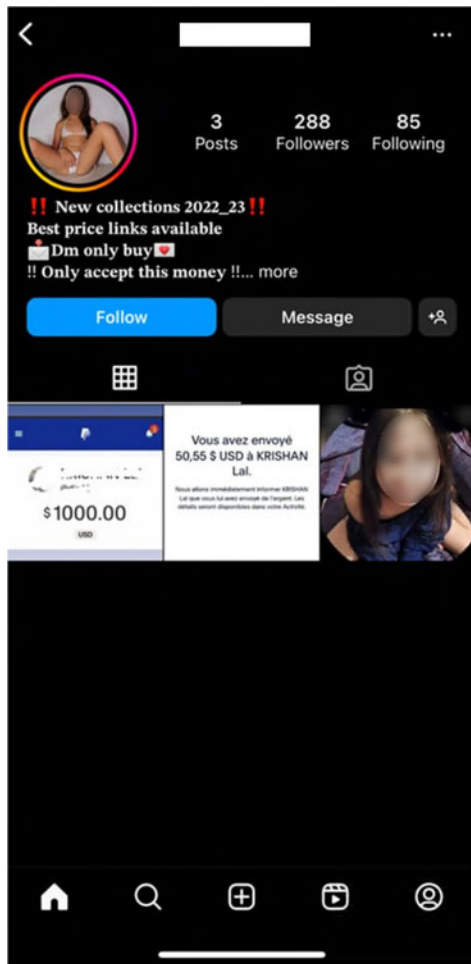 3
Posts
288
Followers
85
Following
‼️ New collections 2022_23‼️
Best price links available
📩Dm only buy💌
!! Only accept this money !!... more
Follow
Message
$1000.00
USD
Vous avez envoyé
50,55 $ USD à KRISHAN
Lal.
Nous allons immédiatement informer KRISHAN
Lal que vous lui avez envoyé de l'argent. Les
détails seront disponibles dans votre Activité.